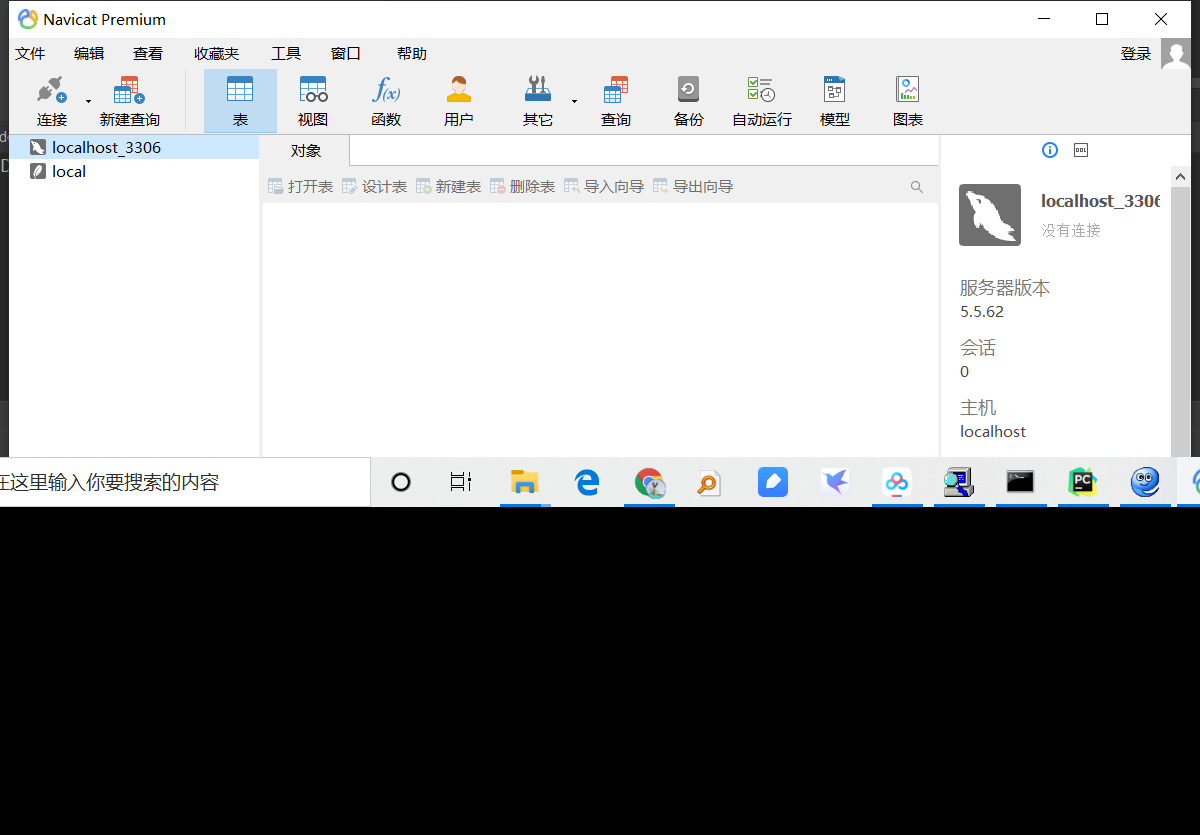 Navicat Premium
文件 编辑 查看 收藏夹 工具 窗口 帮助 登录
连接 新建查询 表 视图 函数 用户 其它 查询 备份 自动运行 模型 图表
localhost_3306
local
对象
打开表 设计表 新建表 删除表 导入向导 导出向导
localhost_3306
没有连接
服务器版本
5.5.62
会话
0
主机
localhost
在这里输入你要搜索的内容